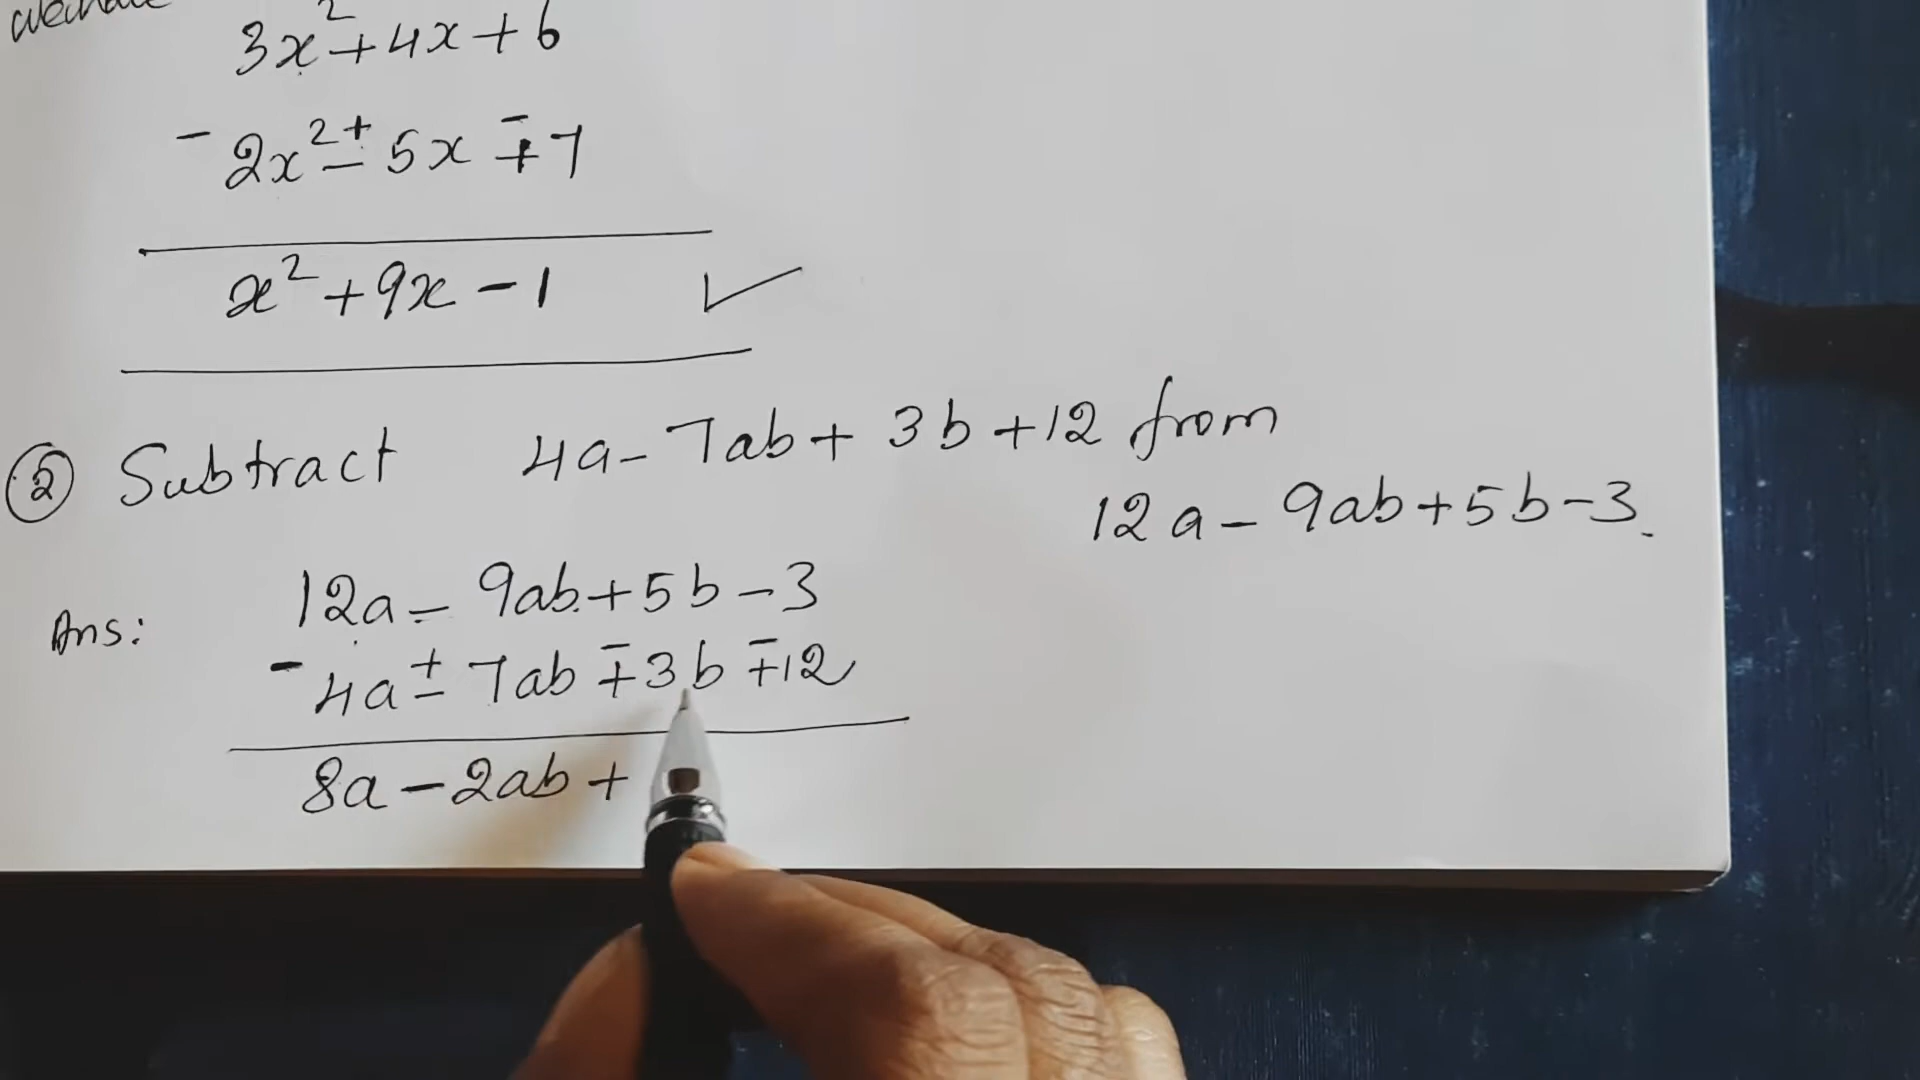 3x²+4x+6
- 2x² ± 5x ∓ 7
x²+9x-1 ✓
② Subtract 4a-7ab+3b+12 from
12a-9ab+5b-3.
Ans: 12a-9ab+5b-3
- 4a ± 7ab ∓ 3b ∓ 12
8a-2ab+